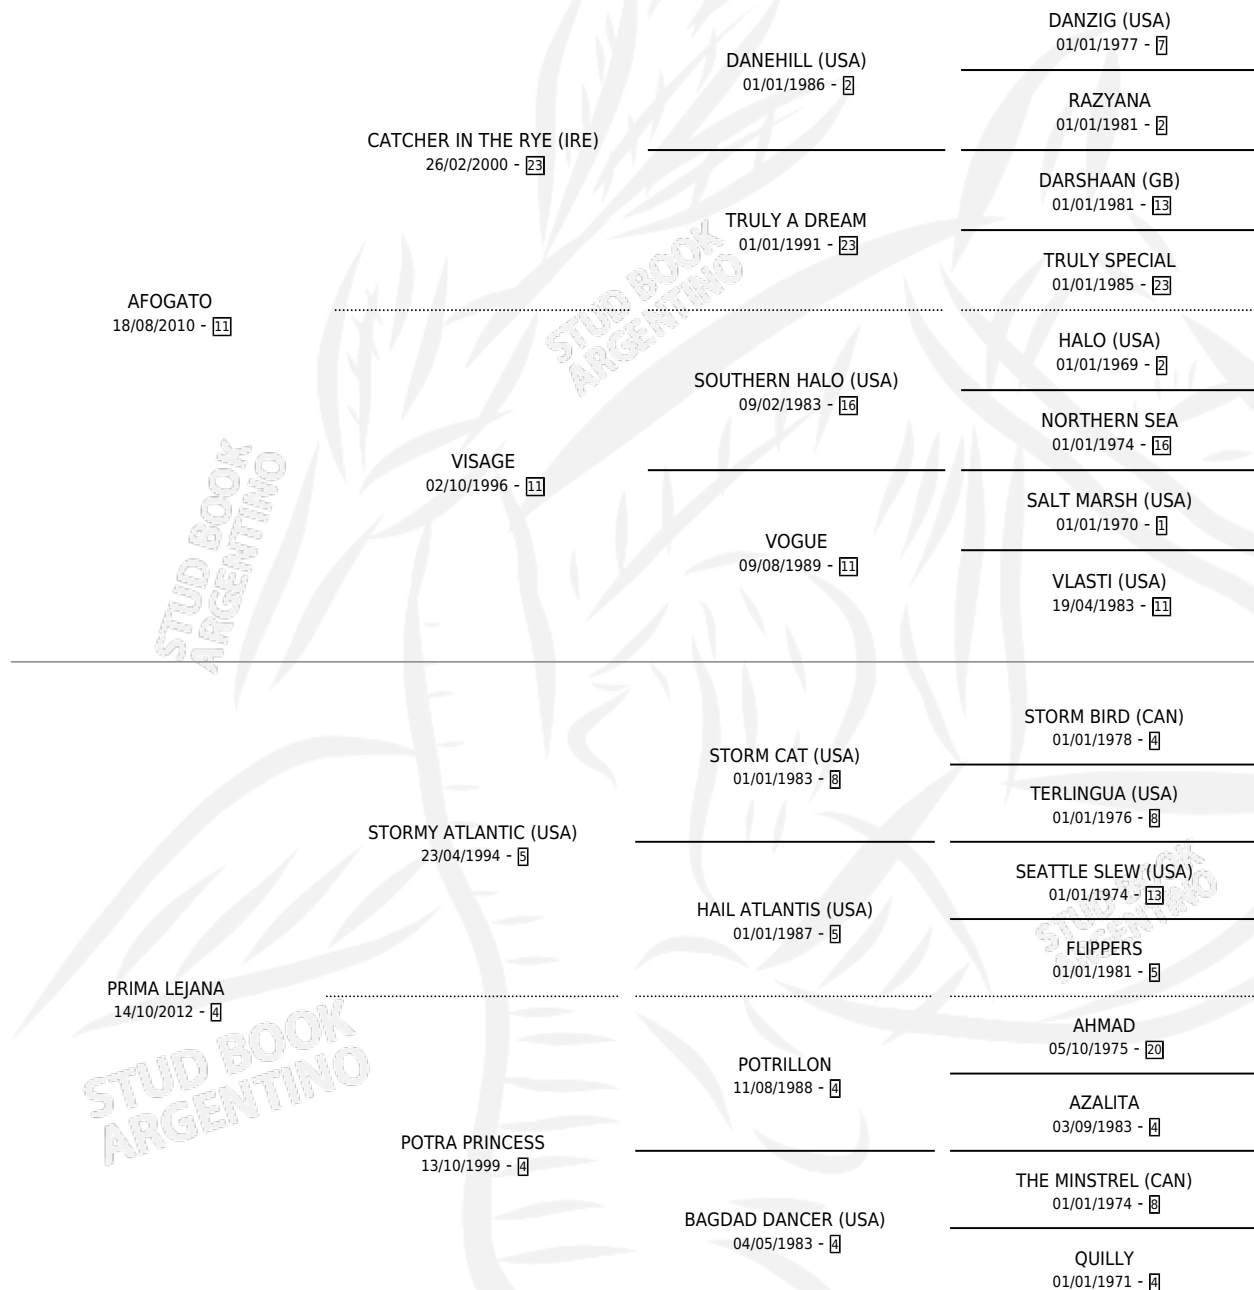 DANZIG (USA)
01/01/1977 - 7
DANEHILL (USA)
01/01/1986 - 2
RAZYANA
01/01/1981 - 2
CATCHER IN THE RYE (IRE)
26/02/2000 - 23
DARSHAAN (GB)
01/01/1981 - 13
TRULY A DREAM
01/01/1991 - 23
TRULY SPECIAL
01/01/1985 - 23
AFOGATO
18/08/2010 - 11
HALO (USA)
01/01/1969 - 2
SOUTHERN HALO (USA)
09/02/1983 - 16
NORTHERN SEA
01/01/1974 - 16
VISAGE
02/10/1996 - 11
SALT MARSH (USA)
01/01/1970 - 1
VOGUE
09/08/1989 - 11
VLASTI (USA)
19/04/1983 - 11
STORM BIRD (CAN)
01/01/1978 - 4
STORM CAT (USA)
01/01/1983 - 8
TERLINGUA (USA)
01/01/1976 - 8
STORMY ATLANTIC (USA)
23/04/1994 - 5
SEATTLE SLEW (USA)
01/01/1974 - 13
HAIL ATLANTIS (USA)
01/01/1987 - 5
FLIPPERS
01/01/1981 - 5
PRIMA LEJANA
14/10/2012 - 4
AHMAD
05/10/1975 - 20
POTRILLON
11/08/1988 - 4
AZALITA
03/09/1983 - 4
POTRA PRINCESS
13/10/1999 - 4
THE MINSTREL (CAN)
01/01/1974 - 8
BAGDAD DANCER (USA)
04/05/1983 - 4
QUILLY
01/01/1971 - 4
STUD BOOK
ARGENTINO
STUD BOOK
ARGENTINO
STUD BOOK
ARGENTINO
STUD BOOK
ARGENTINO